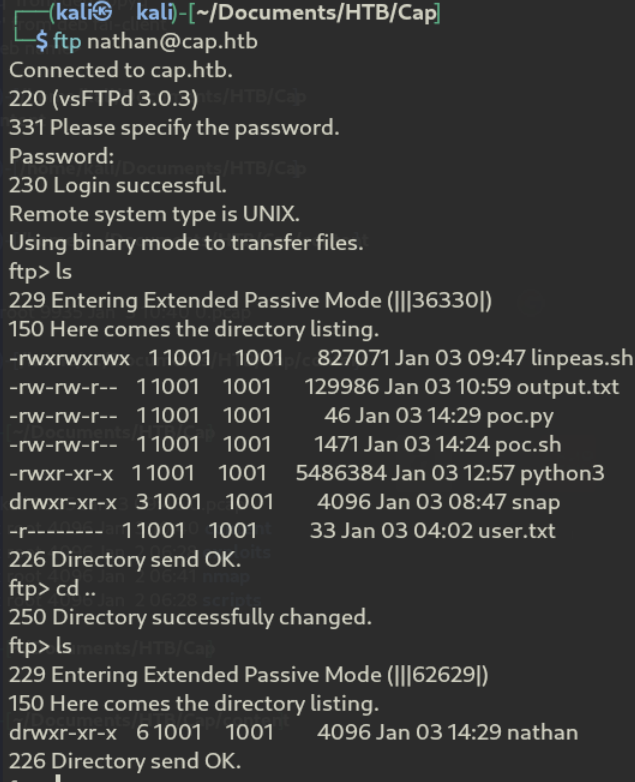 ┌──(kali㉿kali)-[~/Documents/HTB/Cap]
└─$ ftp nathan@cap.htb
Connected to cap.htb.
220 (vsFTPd 3.0.3)
331 Please specify the password.
Password:
230 Login successful.
Remote system type is UNIX.
Using binary mode to transfer files.
ftp> ls
229 Entering Extended Passive Mode (|||36330|)
150 Here comes the directory listing.
-rwxrwxrwx 1 1001 1001 827071 Jan 03 09:47 linpeas.sh
-rw-rw-r-- 1 1001 1001 129986 Jan 03 10:59 output.txt
-rw-rw-r-- 1 1001 1001 46 Jan 03 14:29 poc.py
-rw-rw-r-- 1 1001 1001 1471 Jan 03 14:24 poc.sh
-rwxr-xr-x 1 1001 1001 5486384 Jan 03 12:57 python3
drwxr-xr-x 3 1001 1001 4096 Jan 03 08:47 snap
-r-------- 1 1001 1001 33 Jan 03 04:02 user.txt
226 Directory send OK.
ftp> cd ..
250 Directory successfully changed.
ftp> ls
229 Entering Extended Passive Mode (|||62629|)
150 Here comes the directory listing.
drwxr-xr-x 6 1001 1001 4096 Jan 03 14:29 nathan
226 Directory send OK.